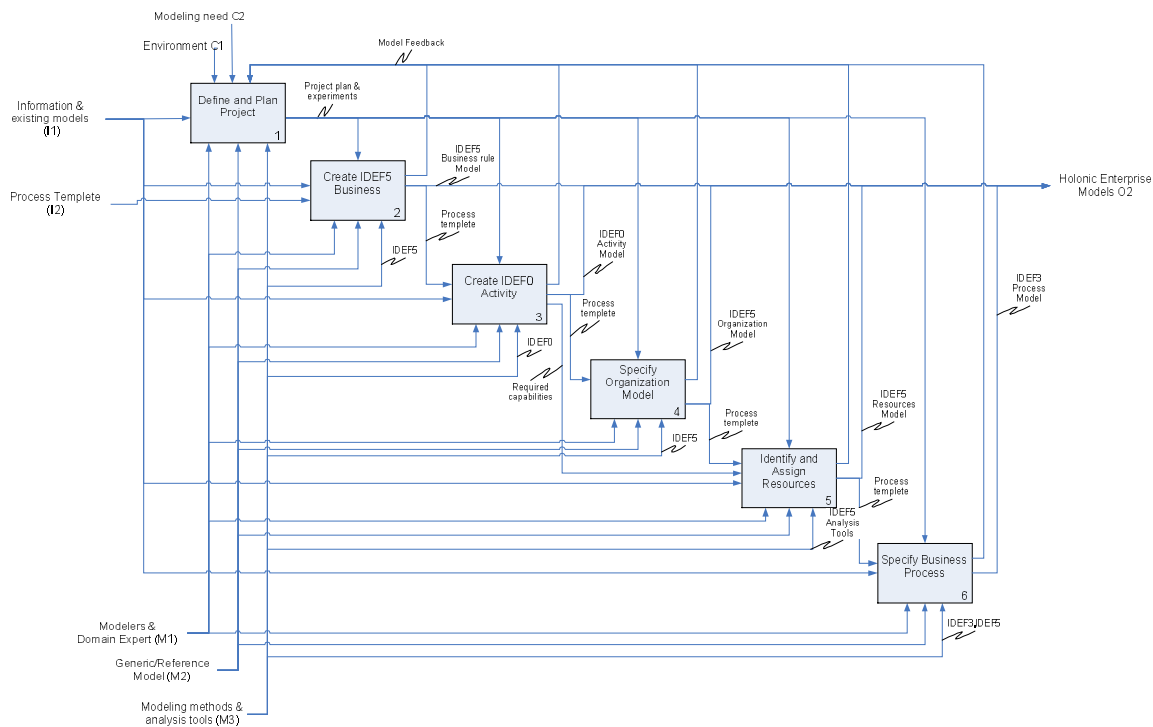 Modeling need C2
Environment C1
Model Feedback
Information &
existing models
(I1)
Define and Plan
Project
1
Project plan &
experiments
Process Templete
(I2)
Create IDEF5
Business
2
IDEF5
Business rule
Model
Holonic Enterprise
Models O2
Process
templete
IDEF5
IDEF0
Activity Model
Create IDEF0
Activity
3
IDEF3
Process
Model
Process
templete
IDEF0
Required
capabilities
IDEF5
Organization
Model
Specify
Organization
Model
4
Process
templete
IDEF5
IDEF5
Resources
Model
Identify and
Assign
Resources
5
Process
templete
IDEF5
Analysis
Tools
Specify Business
Process
6
IDEF3,IDEF5
Modelers &
Domain Expert (M1)
Generic/Reference
Model (M2)
Modeling methods &
analysis tools (M3)